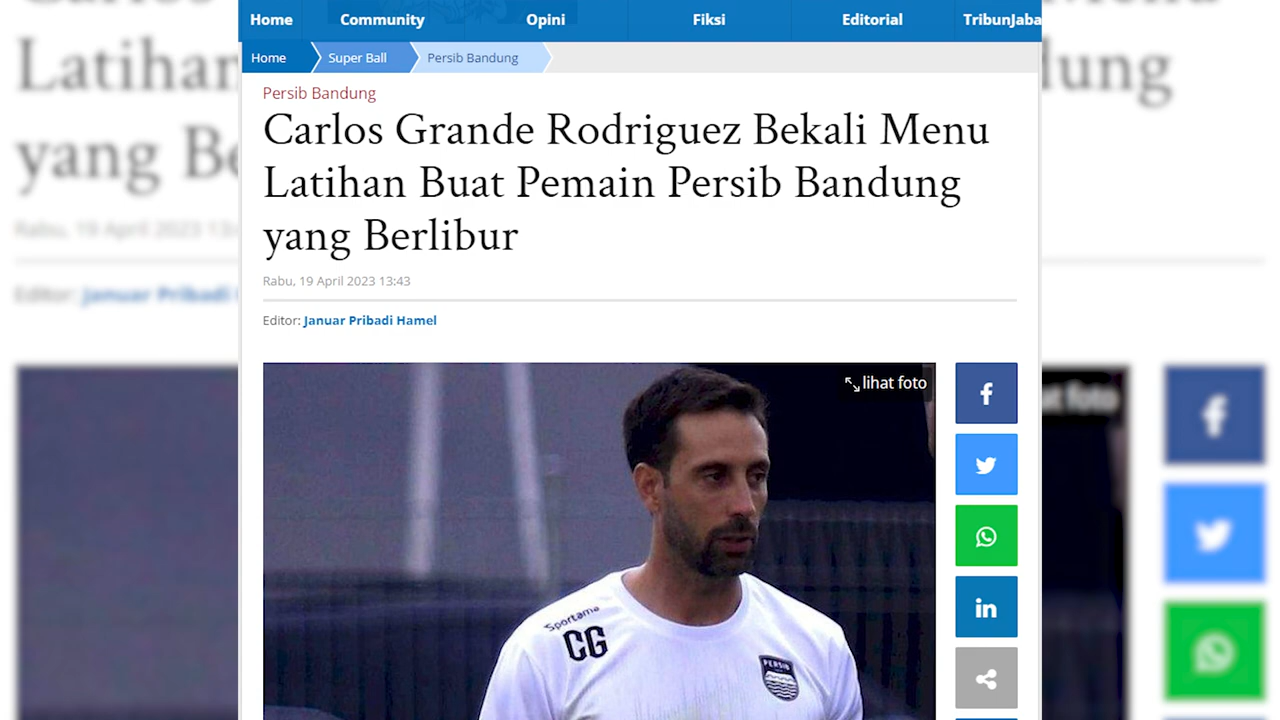 Home Community Opini Fiksi Editorial TribunJaba
Home Super Ball Persib Bandung
Persib Bandung
Carlos Grande Rodriguez Bekali Menu
Latihan Buat Pemain Persib Bandung
yang Berlibur
Rabu, 19 April 2023 13:43
Editor: Januar Pribadi Hamel
lihat foto
Sportama
CG
PERSIB